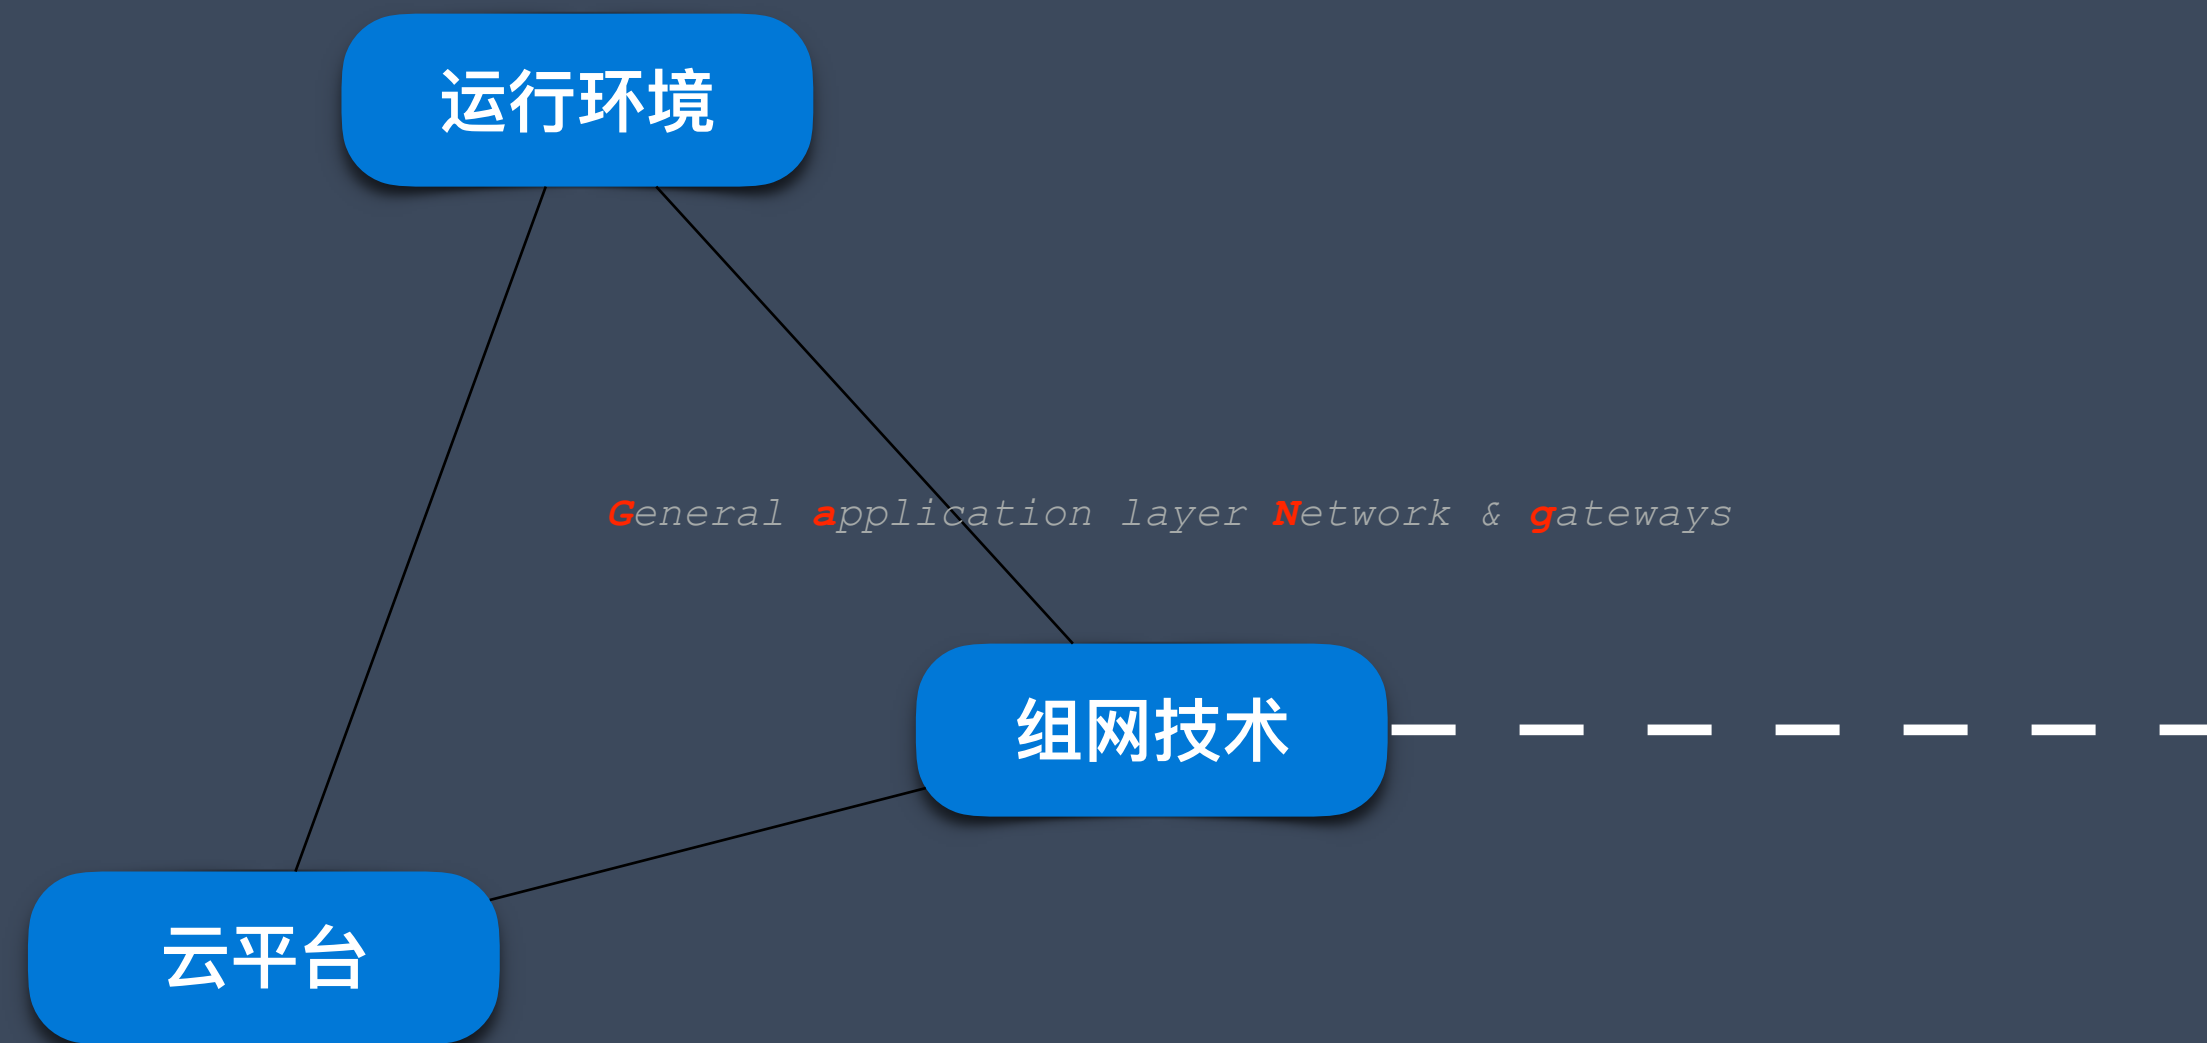 运行环境
General application layer Network & gateways
组网技术
云平台